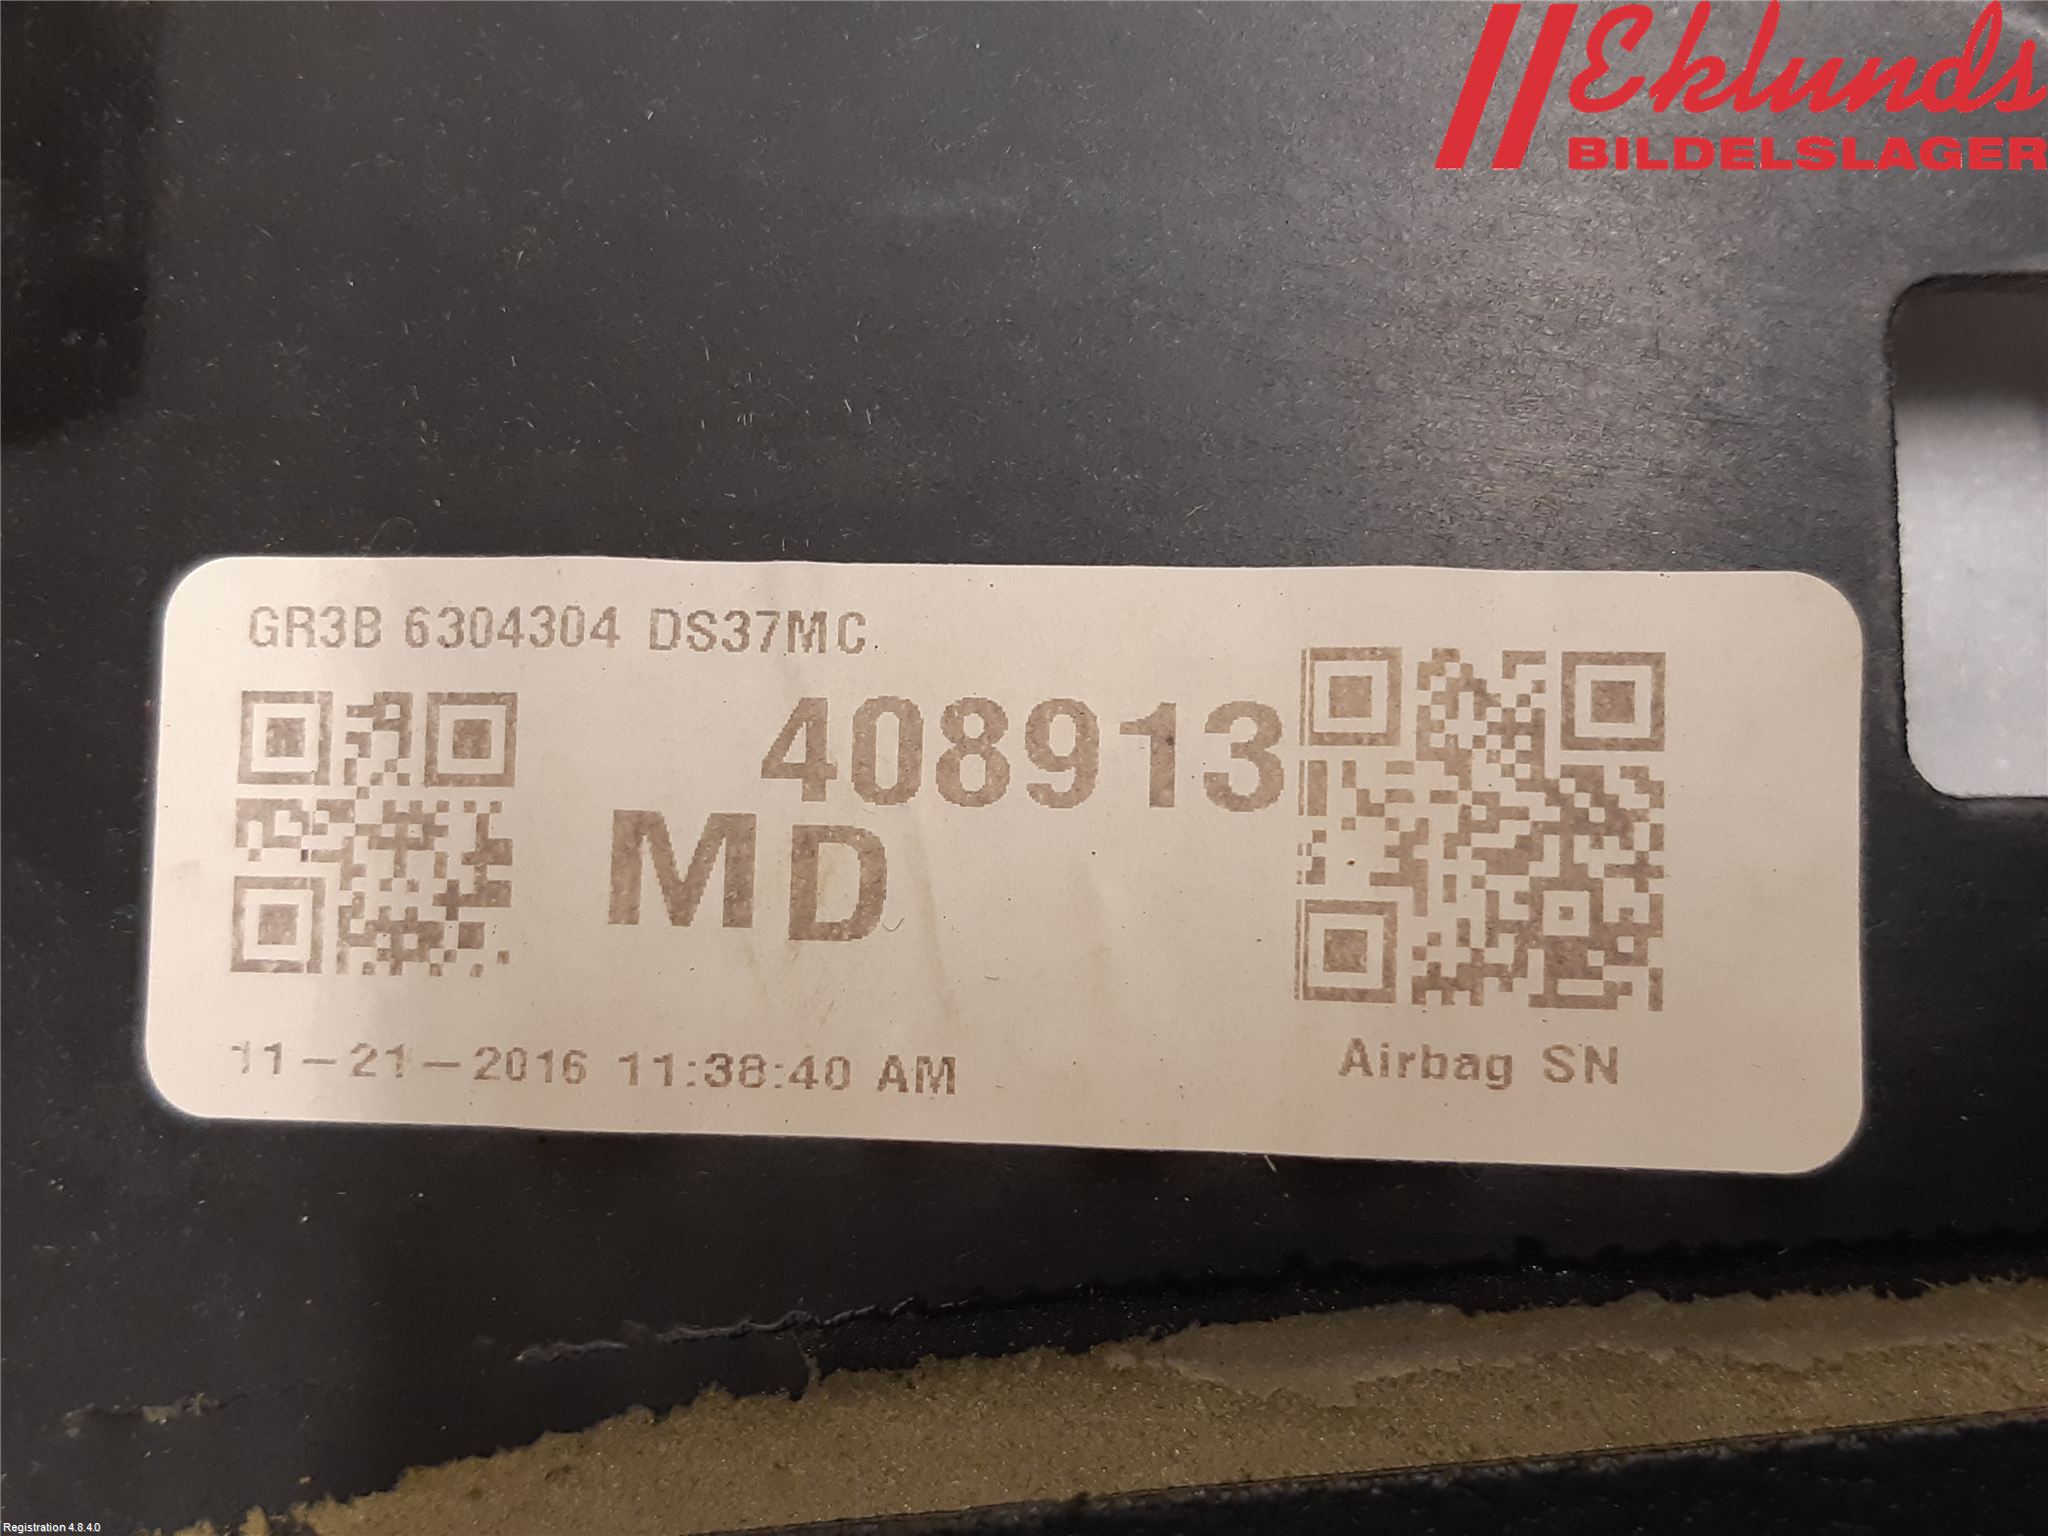 Eklunds
BILDELSLAGER
GR3B 6304304 DS37MC
408913
MD
11-21-2016 11:38:40 AM
Airbag SN
Registration 4.8.4.0